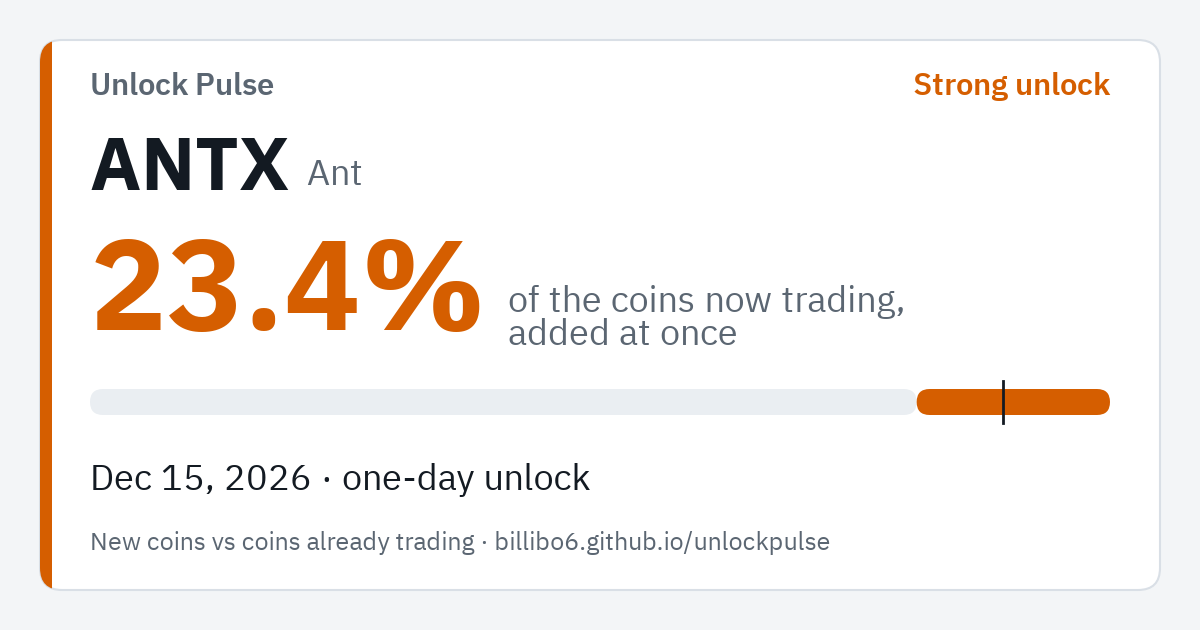 Unlock Pulse
Strong unlock
ANTX Ant
23.4% of the coins now trading,
added at once
Dec 15, 2026 · one-day unlock
New coins vs coins already trading · billibo6.github.io/unlockpulse